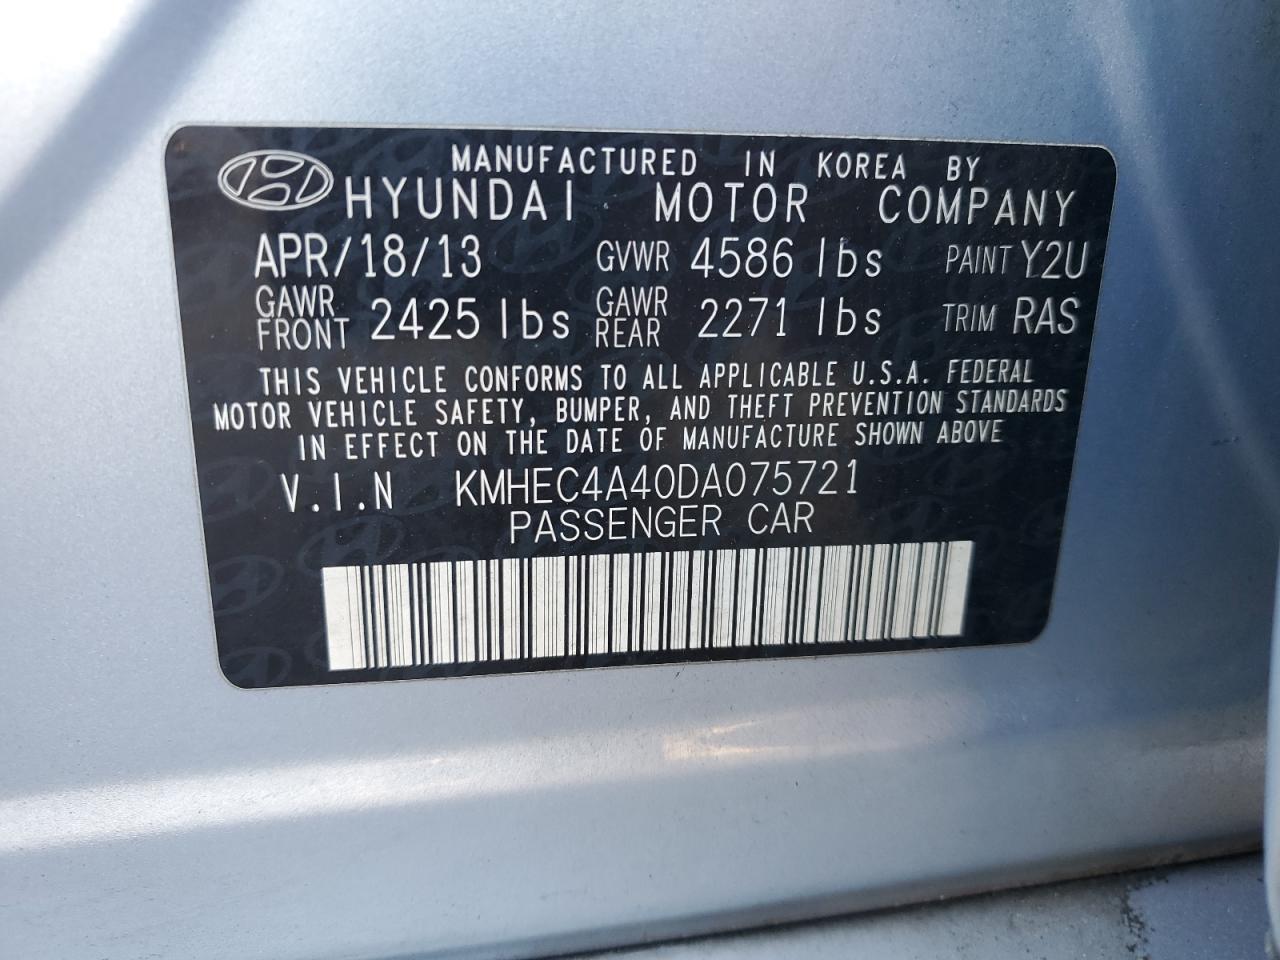 MANUFACTURED IN KOREA BY
HYUNDAI MOTOR COMPANY
APR/18/13 GVWR 4586 lbs PAINT Y2U
GAWR FRONT 2425 lbs GAWR REAR 2271 lbs TRIM RAS
THIS VEHICLE CONFORMS TO ALL APPLICABLE U.S.A. FEDERAL
MOTOR VEHICLE SAFETY, BUMPER, AND THEFT PREVENTION STANDARDS
IN EFFECT ON THE DATE OF MANUFACTURE SHOWN ABOVE
V.I.N KMHEC4A40DA075721
PASSENGER CAR